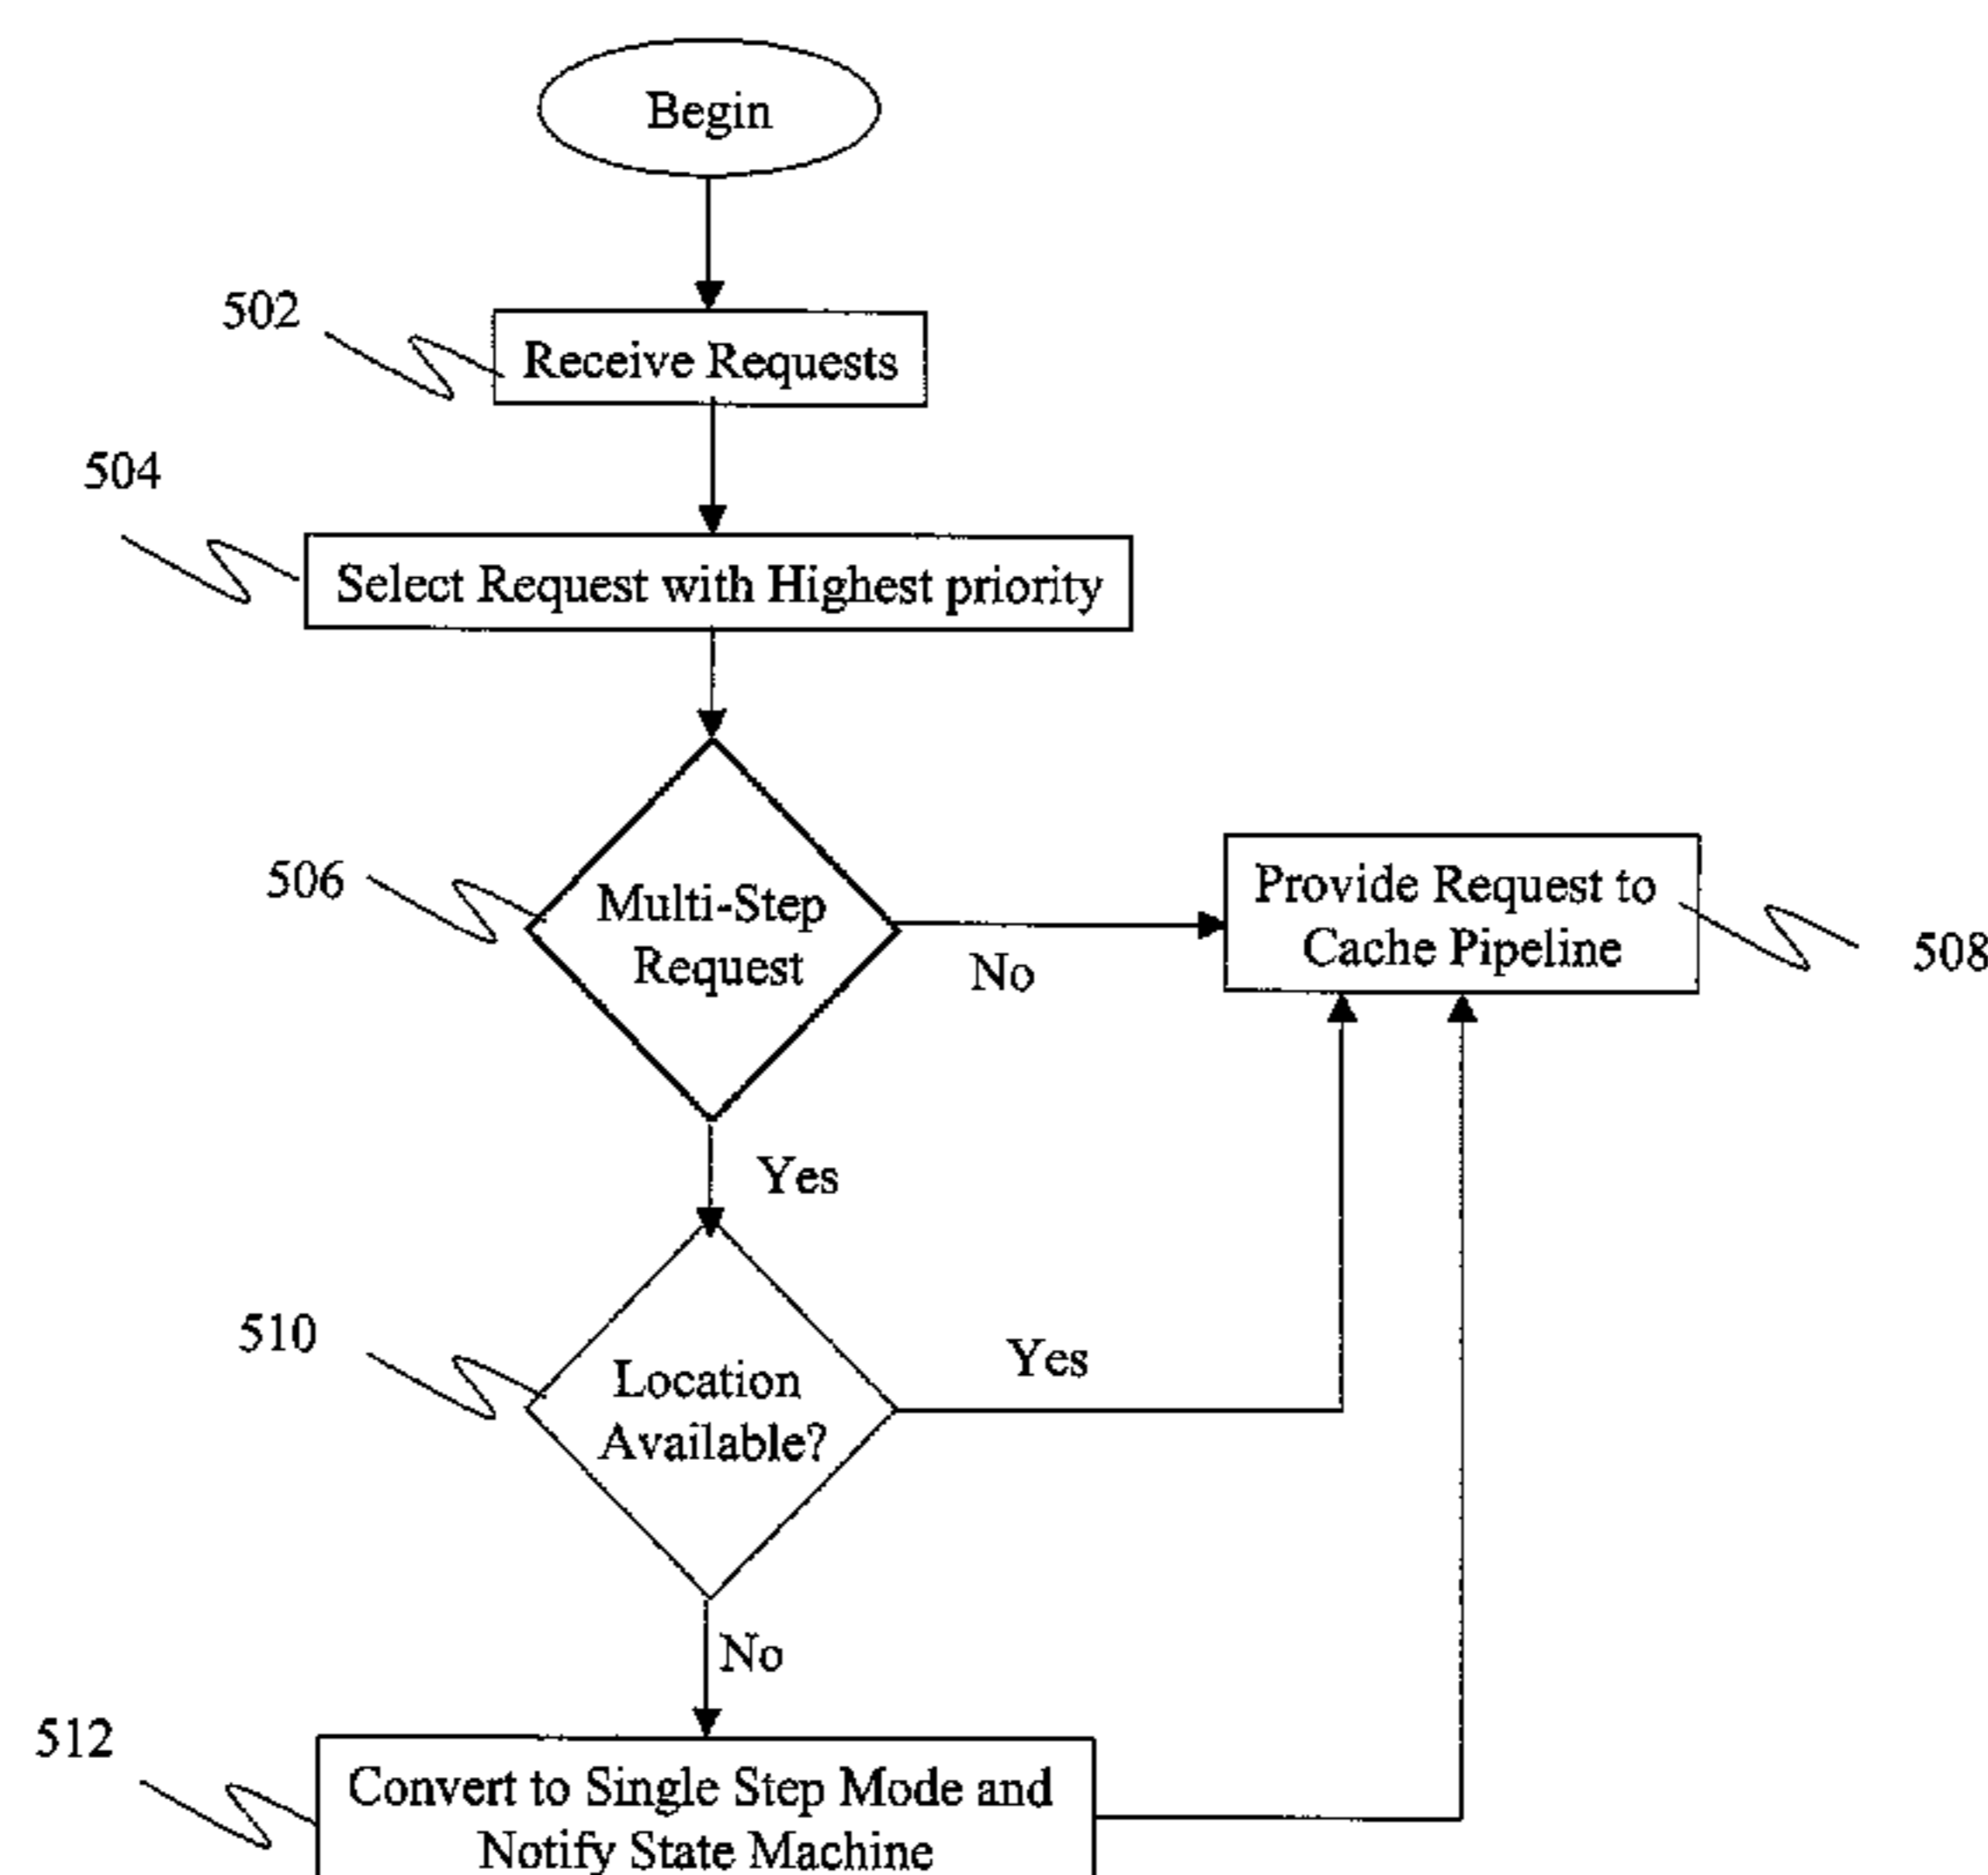 Begin
502
Receive Requests
504
Select Request with Highest priority
506
Multi-Step
Request
No
Provide Request to
Cache Pipeline
508
Yes
510
Location
Available?
Yes
No
512
Convert to Single Step Mode and
Notify State Machine